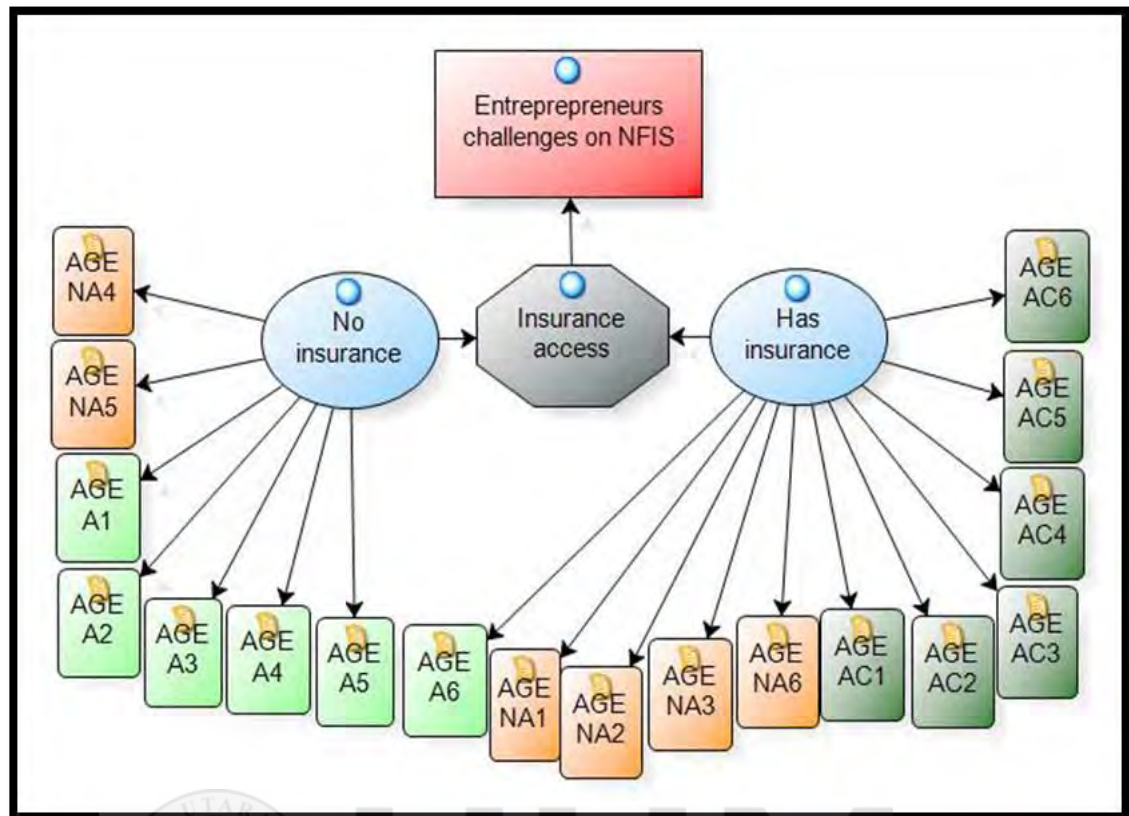 Entreprepreneurs
challenges on NFIS
No
insurance
Insurance
access
Has
insurance
AGE
NA4
AGE
NA5
AGE
A1
AGE
A2
AGE
A3
AGE
A4
AGE
A5
AGE
A6
AGE
NA1
AGE
NA2
AGE
NA3
AGE
NA6
AGE
AC1
AGE
AC2
AGE
AC3
AGE
AC4
AGE
AC5
AGE
AC6
UTAR